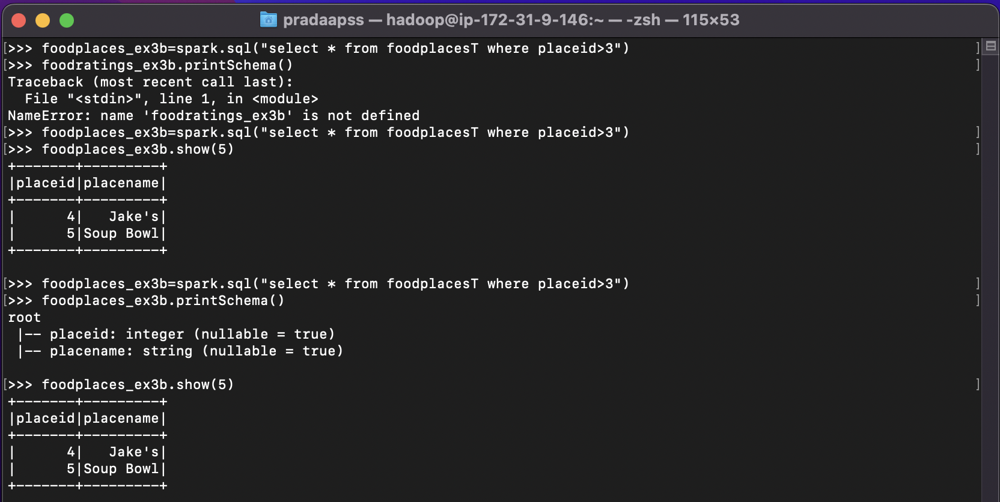 pradaapss — hadoop@ip-172-31-9-146:~ — -zsh — 115×53
[>>> foodplaces_ex3b=spark.sql("select * from foodplacesT where placeid>3") ]
[>>> foodratings_ex3b.printSchema() ]
Traceback (most recent call last):
  File "<stdin>", line 1, in <module>
NameError: name 'foodratings_ex3b' is not defined
[>>> foodplaces_ex3b=spark.sql("select * from foodplacesT where placeid>3") ]
[>>> foodplaces_ex3b.show(5) ]
+-------+---------+
|placeid|placename|
+-------+---------+
|      4|   Jake's|
|      5|Soup Bowl|
+-------+---------+

[>>> foodplaces_ex3b=spark.sql("select * from foodplacesT where placeid>3") ]
[>>> foodplaces_ex3b.printSchema() ]
root
 |-- placeid: integer (nullable = true)
 |-- placename: string (nullable = true)

[>>> foodplaces_ex3b.show(5) ]
+-------+---------+
|placeid|placename|
+-------+---------+
|      4|   Jake's|
|      5|Soup Bowl|
+-------+---------+